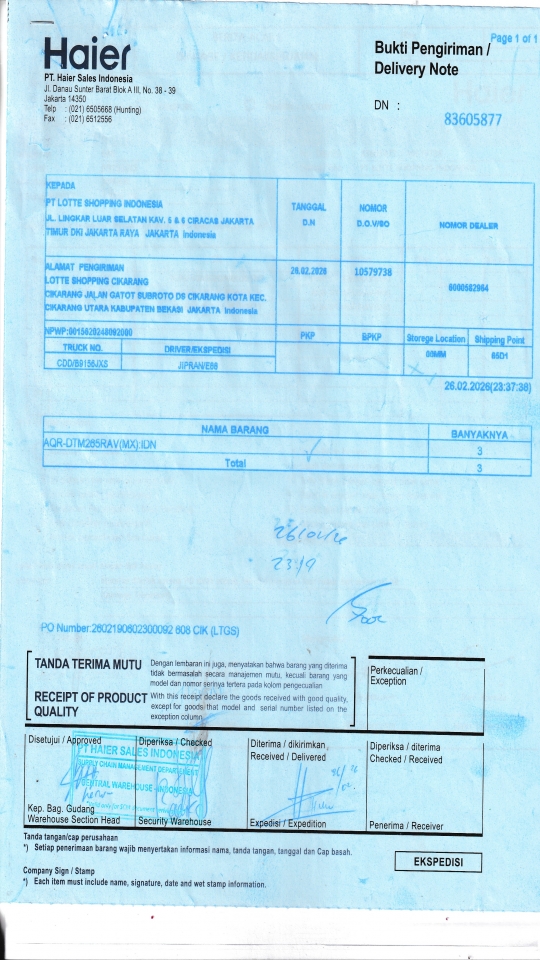 Page 1 of 1
Haier
Bukti Pengiriman /
Delivery Note
PT. Haier Sales Indonesia
Jl. Danau Sunter Barat Blok A III, No. 38 - 39
Jakarta 14350
Telp : (021) 6505668 (Hunting)
Fax : (021) 6512556
DN :
83605877
KEPADA
PT LOTTE SHOPPING INDONESIA
JL. LINGKAR LUAR SELATAN KAV. 5 & 6 CIRACAS JAKARTA
TIMUR DKI JAKARTA RAYA JAKARTA Indonesia
TANGGAL
D.N
NOMOR
D.O.V/SO
NOMOR DEALER
ALAMAT PENGIRIMAN
LOTTE SHOPPING CIKARANG
CIKARANG JALAN GATOT SUBROTO DS CIKARANG KOTA KEC.
CIKARANG UTARA KABUPATEN BEKASI JAKARTA Indonesia
26.02.2026
10579738
NPWP:
PKP
BPKP
Storege Location
Shipping Point
TRUCK NO.
DRIVER/EKSPEDISI
00MM
65D1
CDD/B9156JXS
JIPRAN/E66
26.02.2026(23:37:38)
NAMA BARANG
BANYAKNYA
AQR-DTM265RAV(MX):IDN
3
Total
3
PO Number:2602190602300092 608 CIK (LTGS)
TANDA TERIMA MUTU
Dengan lembaran ini juga, menyatakan bahwa barang yang diterima
tidak bermasalah secara manajemen mutu, kecuali barang yang
model dan nomor serinya tertera pada kolom pengecualian
RECEIPT OF PRODUCT
QUALITY
With this receipt declare the goods received with good quality,
except for goods that model and serial number listed on the
exception column
Perkecualian /
Exception
Disetujui / Approved
Diperiksa / Checked
Diterima / dikirimkan
Received / Delivered
Diperiksa / diterima
Checked / Received
PT HAIER SALES INDONESIA
SUPPLY CHAIN MANAGEMENT DEPARTMENT
CENTRAL WAREHOUSE - INDONESIA
Kep. Bag. Gudang
Warehouse Section Head
Security Warehouse
Expedisi / Expedition
Penerima / Receiver
Tanda tangan/cap perusahaan
*) Setiap penerimaan barang wajib menyertakan informasi nama, tanda tangan, tanggal dan Cap basah.
EKSPEDISI
Company Sign / Stamp
*) Each item must include name, signature, date and wet stamp information.